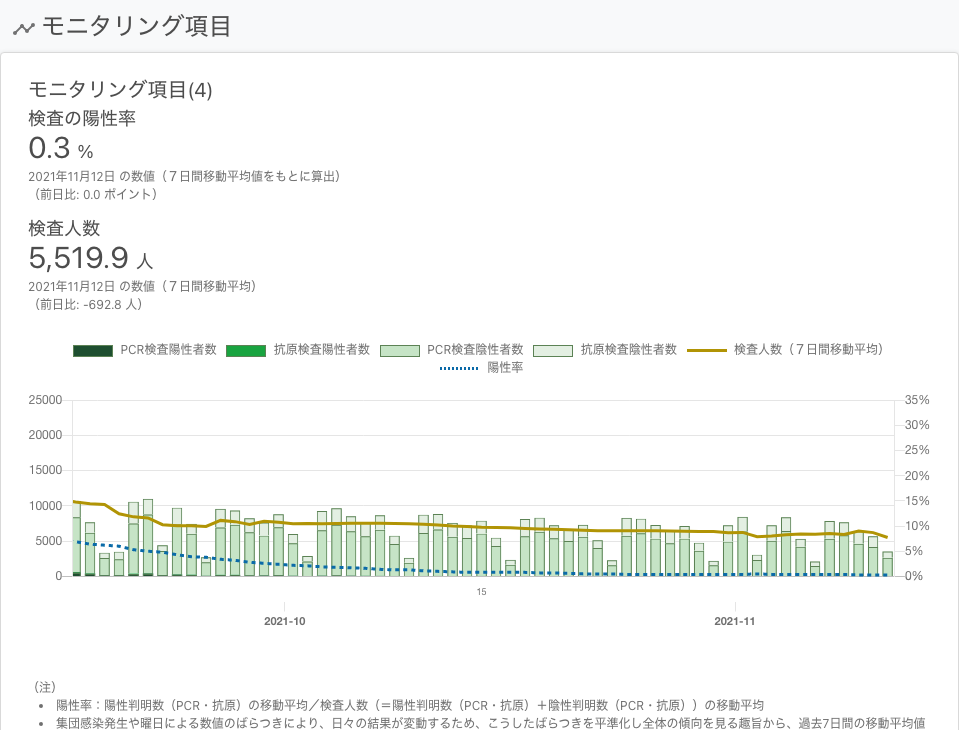 モニタリング項目
モニタリング項目(4)
検査の陽性率
0.3 %
2021年11月12日 の数値（７日間移動平均値をもとに算出）
（前日比: 0.0 ポイント）
検査人数
5,519.9 人
2021年11月12日 の数値（７日間移動平均）
（前日比: -692.8 人）
PCR検査陽性者数 抗原検査陽性者数 PCR検査陰性者数 抗原検査陰性者数 検査人数（７日間移動平均）
陽性率
25000 35%
30%
20000
25%
15000 20%
15%
10000
10%
5000
5%
0 0%
15
2021-10 2021-11
（注）
• 陽性率：陽性判明数（PCR・抗原）の移動平均／検査人数（＝陽性判明数（PCR・抗原）＋陰性判明数（PCR・抗原））の移動平均
• 集団感染発生や曜日による数値のばらつきにより、日々の結果が変動するため、こうしたばらつきを平準化し全体の傾向を見る趣旨から、過去7日間の移動平均値